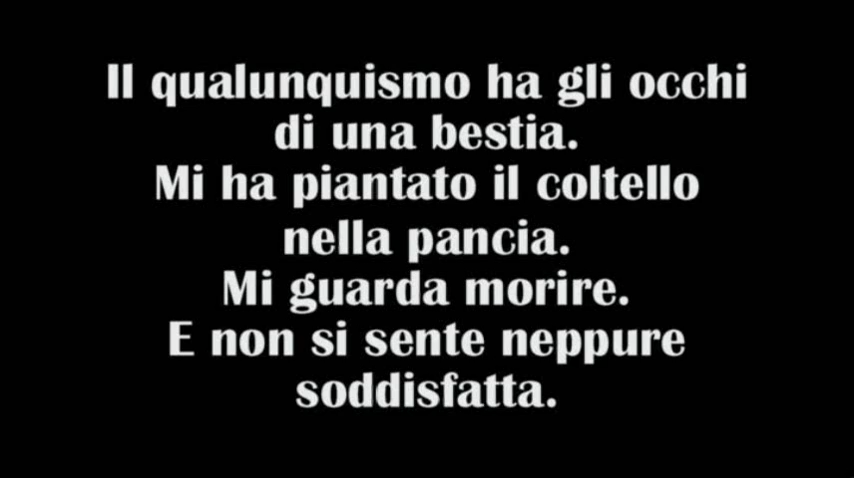 Il qualunquismo ha gli occhi
di una bestia.
Mi ha piantato il coltello
nella pancia.
Mi guarda morire.
E non si sente neppure
soddisfatta.